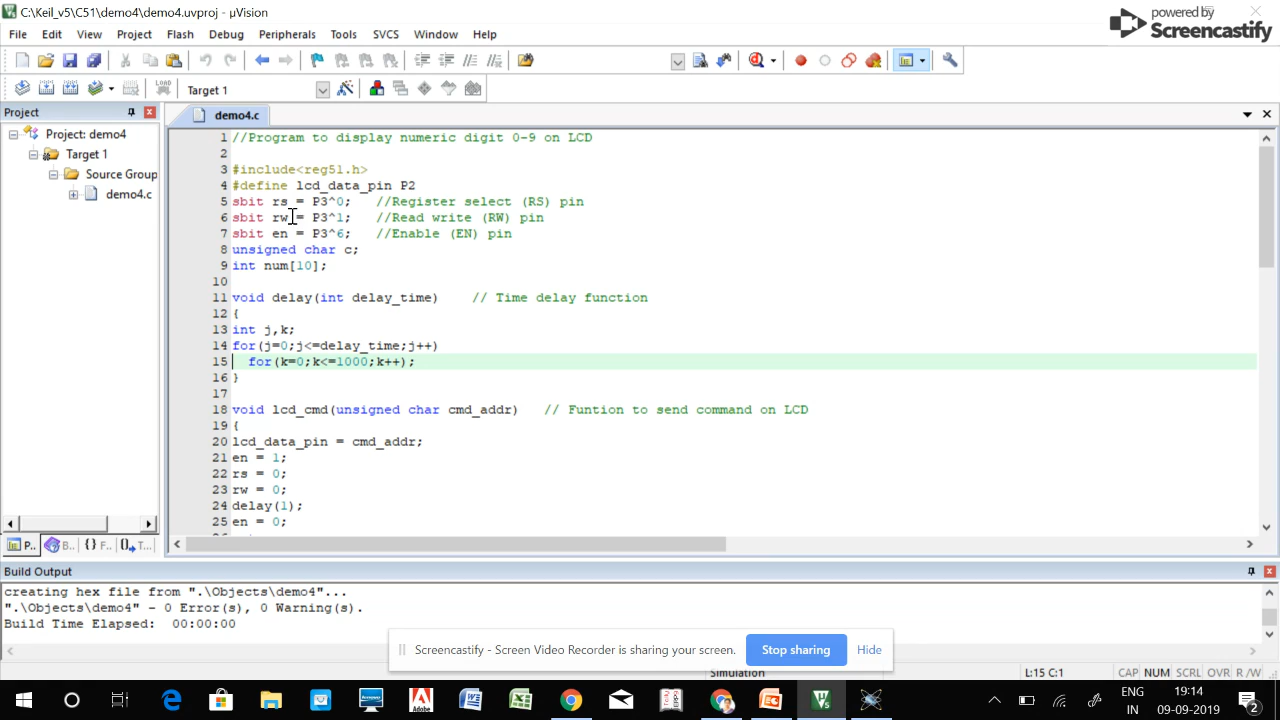 C:\Keil_v5\C51\demo4\demo4.uvproj - µVision
powered by
Screencastify
File Edit View Project Flash Debug Peripherals Tools SVCS Window Help
LOAD Target 1
Project
demo4.c
Project: demo4
Target 1
Source Group
demo4.c
1 //Program to display numeric digit 0-9 on LCD
2
3 #include<reg51.h>
4 #define lcd_data_pin P2
5 sbit rs = P3^0; //Register select (RS) pin
6 sbit rw = P3^1; //Read write (RW) pin
7 sbit en = P3^6; //Enable (EN) pin
8 unsigned char c;
9 int num[10];
10
11 void delay(int delay_time) // Time delay function
12 {
13 int j,k;
14 for(j=0;j<=delay_time;j++)
15 for(k=0;k<=1000;k++);
16 }
17
18 void lcd_cmd(unsigned char cmd_addr) // Funtion to send command on LCD
19 {
20 lcd_data_pin = cmd_addr;
21 en = 1;
22 rs = 0;
23 rw = 0;
24 delay(1);
25 en = 0;
P.. B.. {} F.. T...
Build Output
creating hex file from ".\Objects\demo4"...
".\Objects\demo4" - 0 Error(s), 0 Warning(s).
Build Time Elapsed: 00:00:00
Screencastify - Screen Video Recorder is sharing your screen. Stop sharing Hide
Simulation L:15 C:1 CAP NUM SCRL OVR R/W
Adobe
ENG
IN
19:14
09-09-2019
2